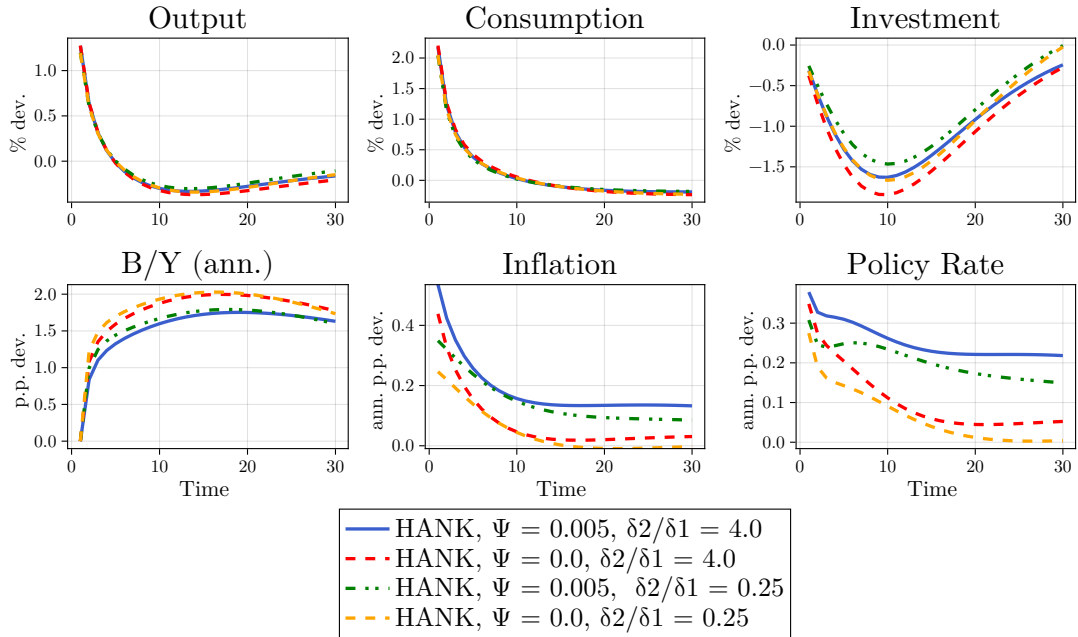 Output Consumption Investment
% dev. % dev. % dev.
1.0 2.0 0.0
0.5 1.5 −0.5
0.0 1.0 −1.0
0.5 −1.5
0.0
0 10 20 30 0 10 20 30 0 10 20 30
B/Y (ann.) Inflation Policy Rate
p.p. dev. ann. p.p. dev. ann. p.p. dev.
2.0 0.4 0.3
1.5 0.2 0.2
1.0 0.0 0.1
0.5 0.0
0.0
0 10 20 30 0 10 20 30 0 10 20 30
Time Time Time
HANK, Ψ = 0.005, δ2/δ1 = 4.0
HANK, Ψ = 0.0, δ2/δ1 = 4.0
HANK, Ψ = 0.005, δ2/δ1 = 0.25
HANK, Ψ = 0.0, δ2/δ1 = 0.25